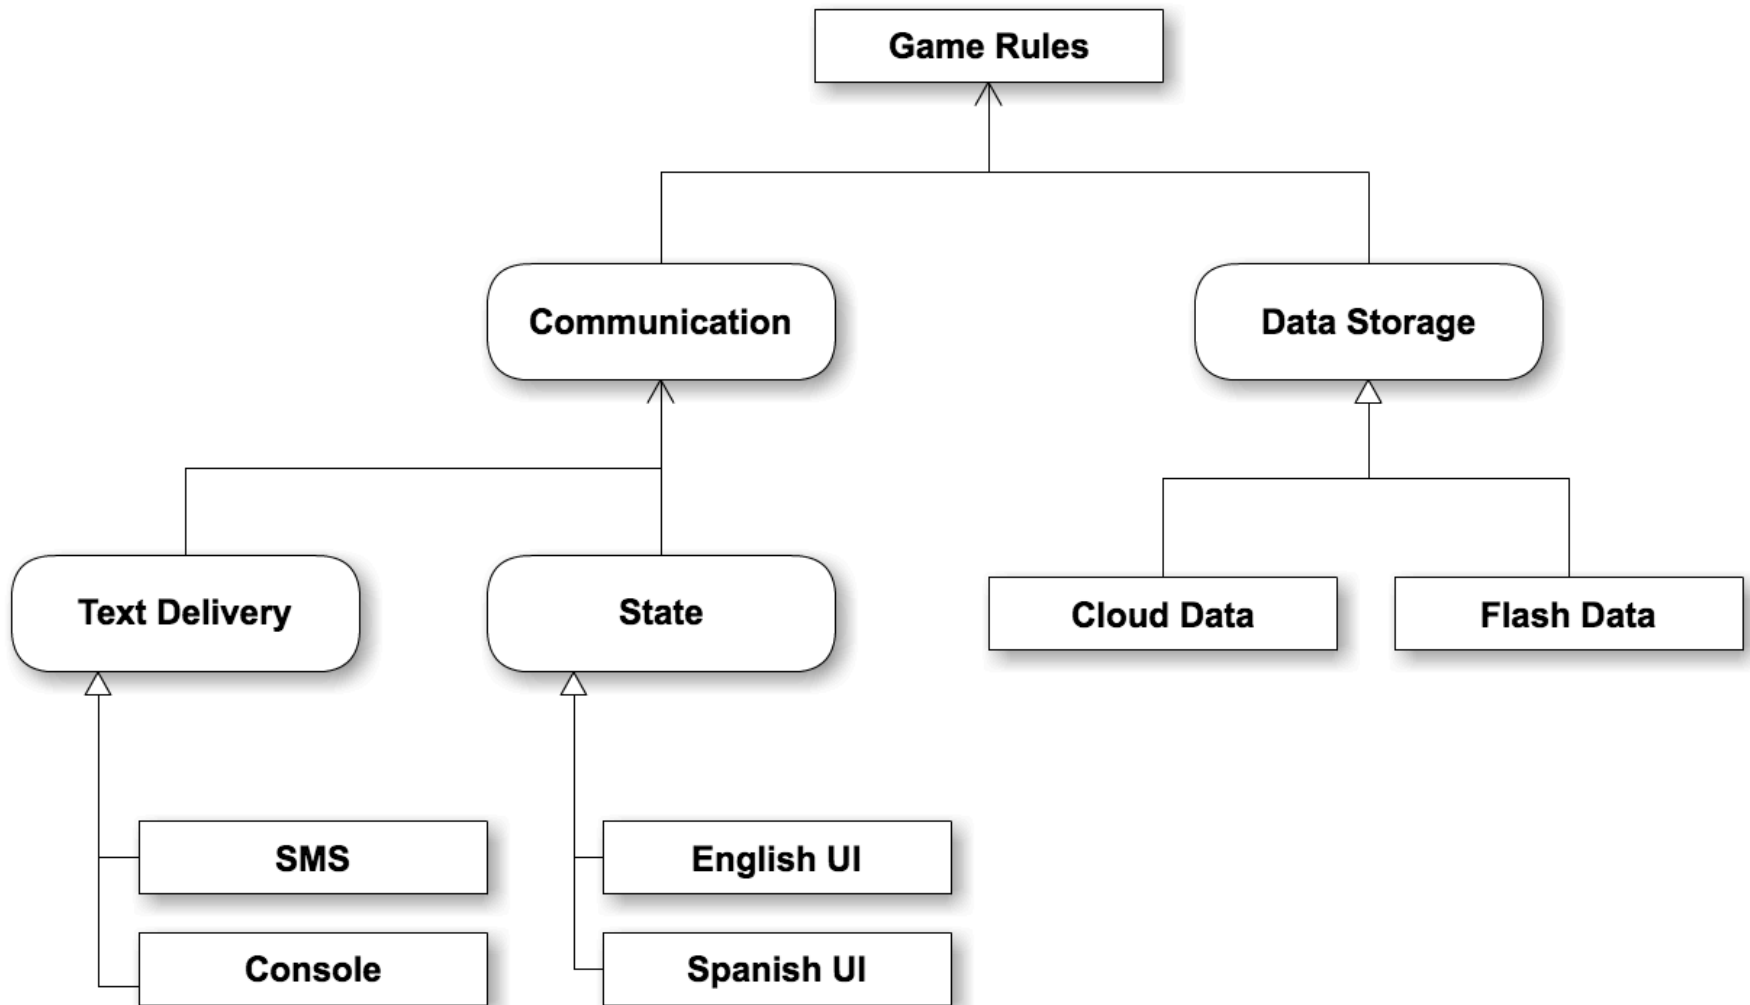 Game Rules
Communication
Data Storage
Text Delivery
State
Cloud Data
Flash Data
SMS
English UI
Console
Spanish UI